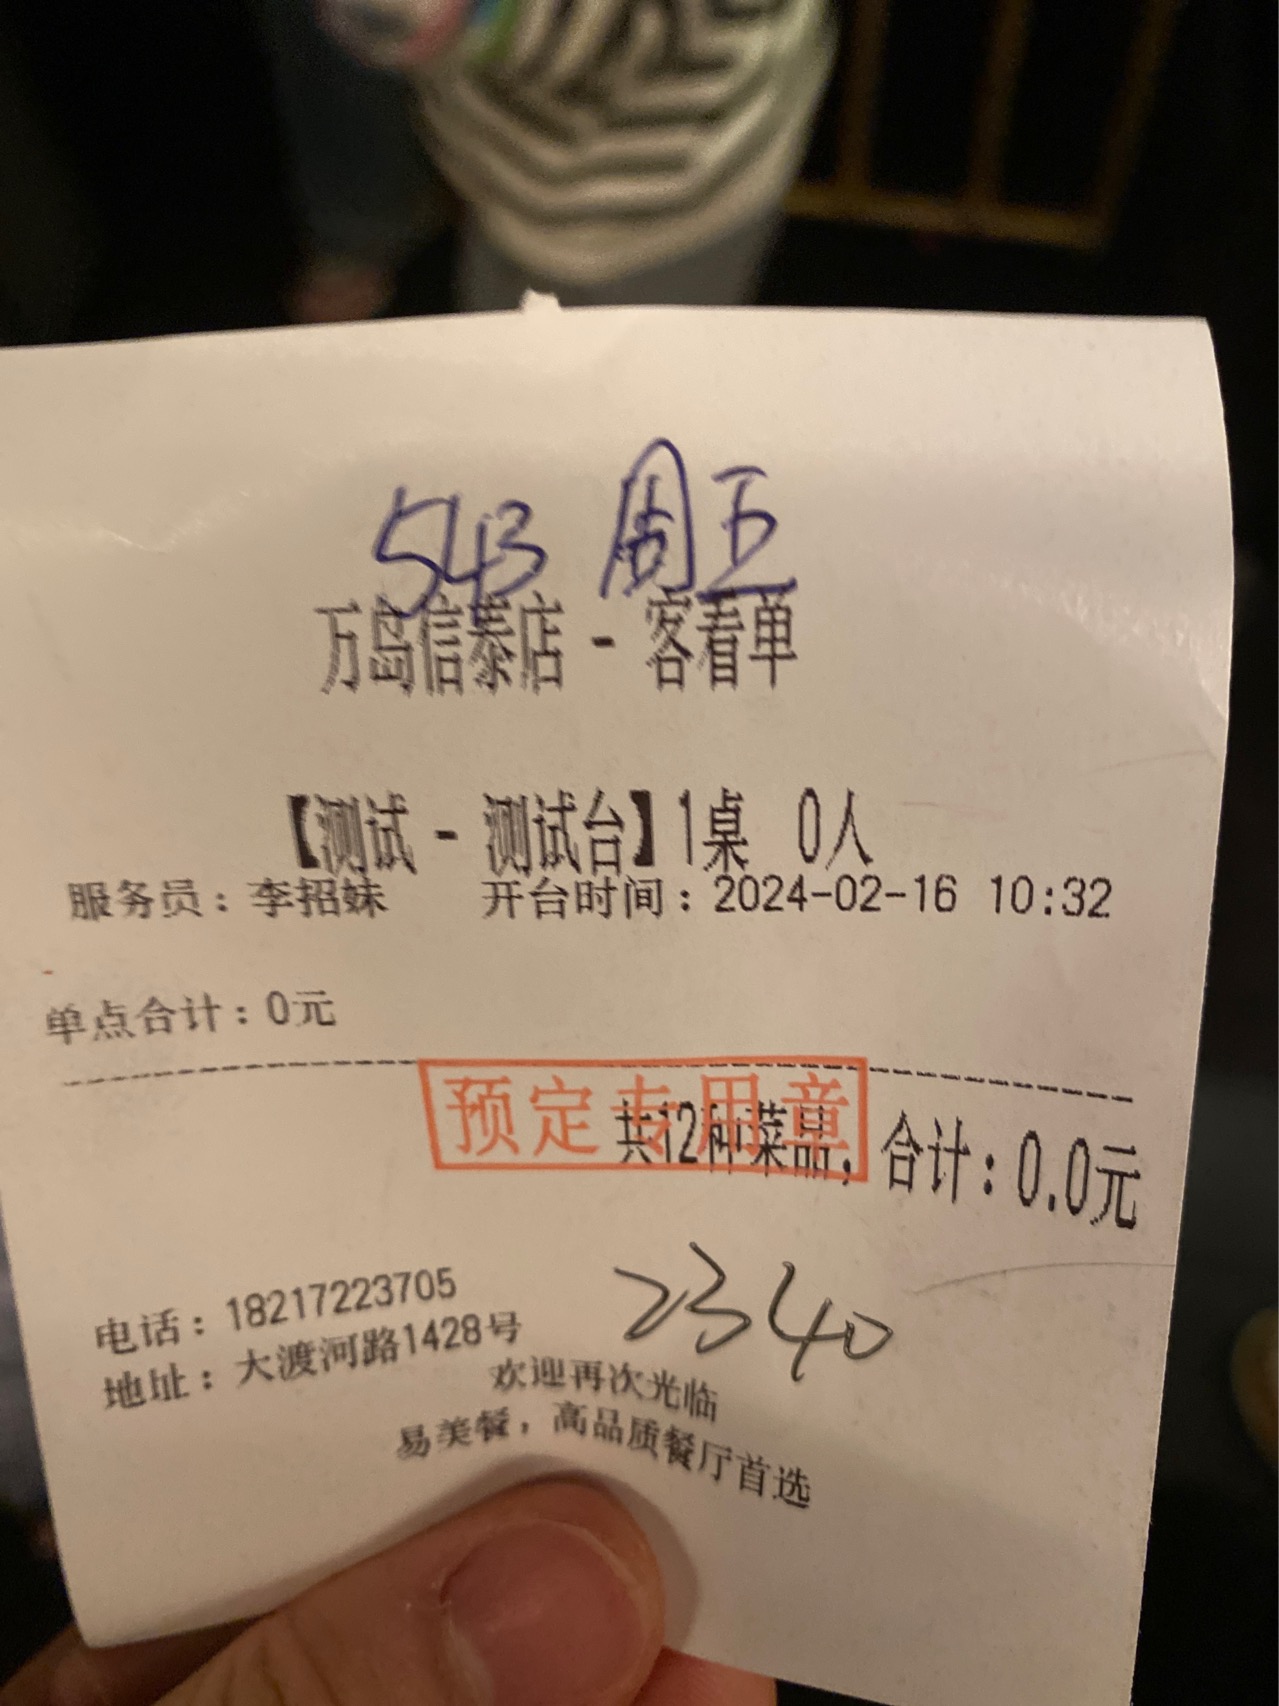 543 周五
万岛信泰店 - 客看单
【测试 - 测试台】1桌 0人
服务员：李招妹 开台时间：2024-02-16 10:32
单点合计：0元
预定专用章
共12种菜品，合计：0.0元
2340
电话：18217223705
地址：大渡河路1428号
欢迎再次光临
易美餐，高品质餐厅首选